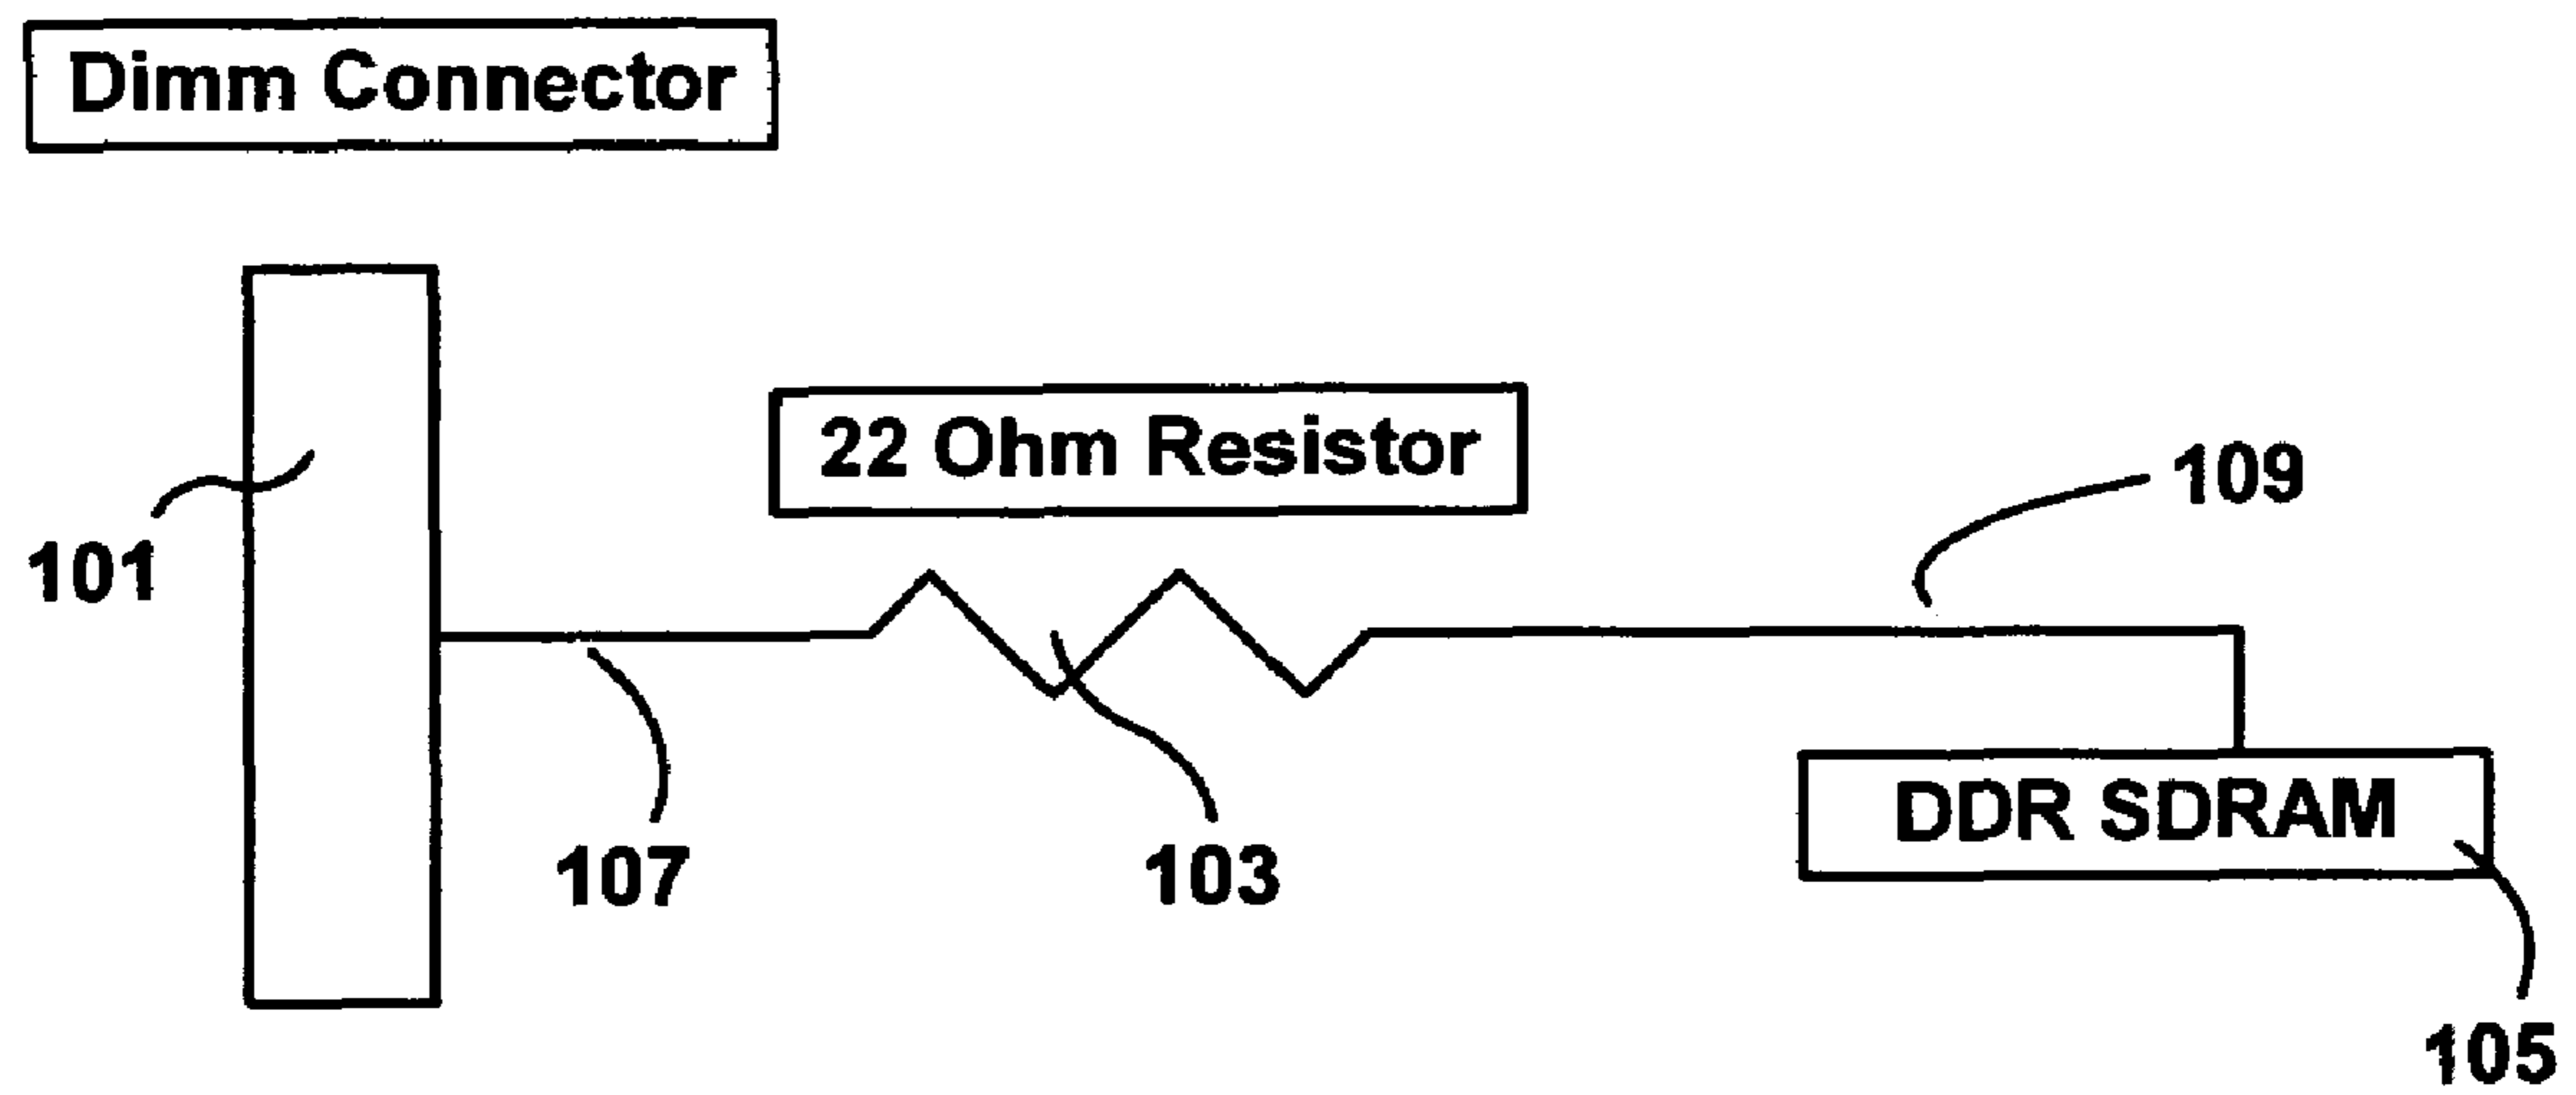 Dimm Connector
22 Ohm Resistor
109
101
107
103
DDR SDRAM
105